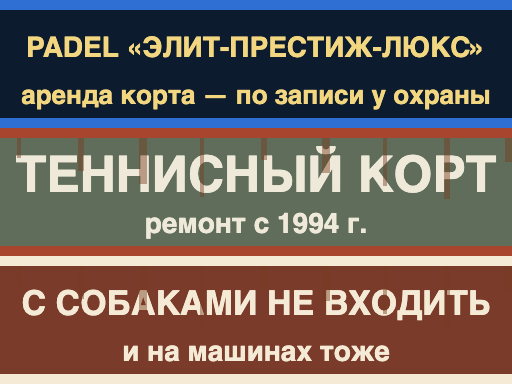 PADEL «ЭЛИТ-ПРЕСТИЖ-ЛЮКС»
аренда корта — по записи у охраны
ТЕННИСНЫЙ КОРТ
ремонт с 1994 г.
С СОБАКАМИ НЕ ВХОДИТЬ
и на машинах тоже